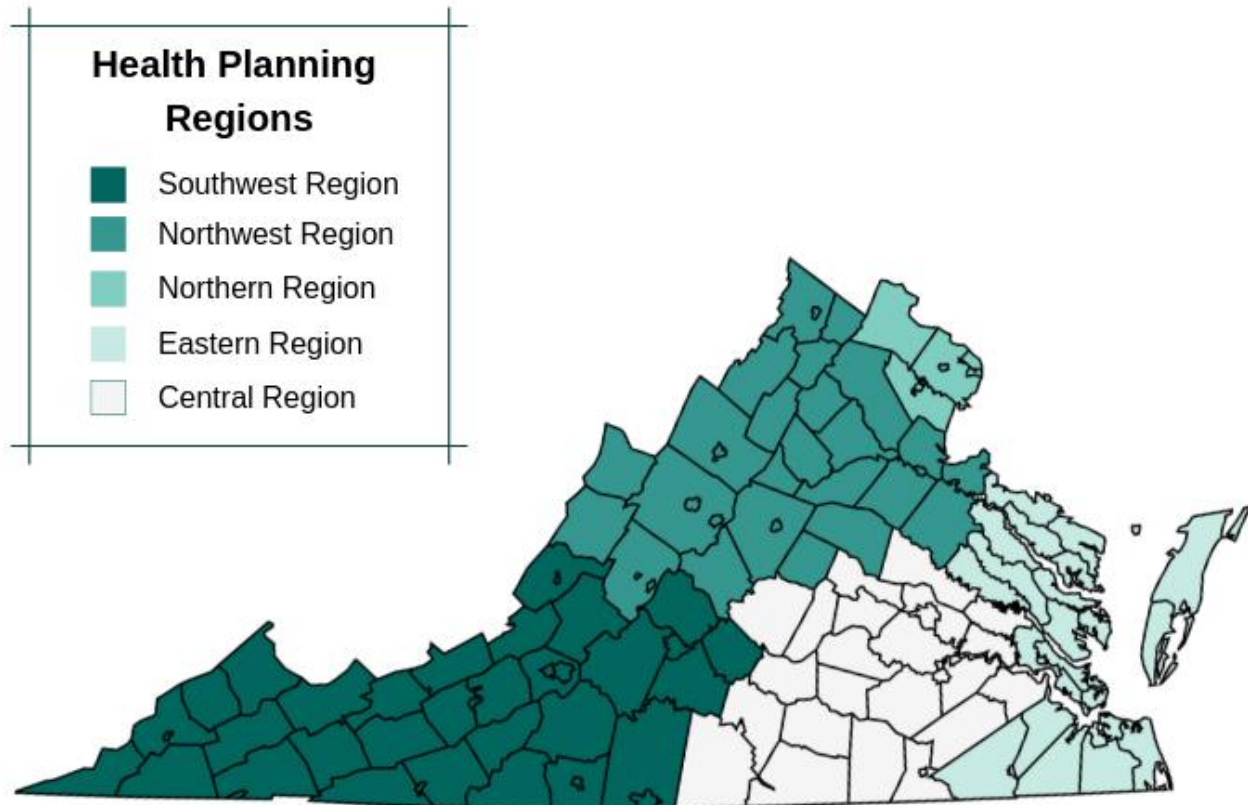 Health Planning
Regions
Southwest Region
Northwest Region
Northern Region
Eastern Region
Central Region